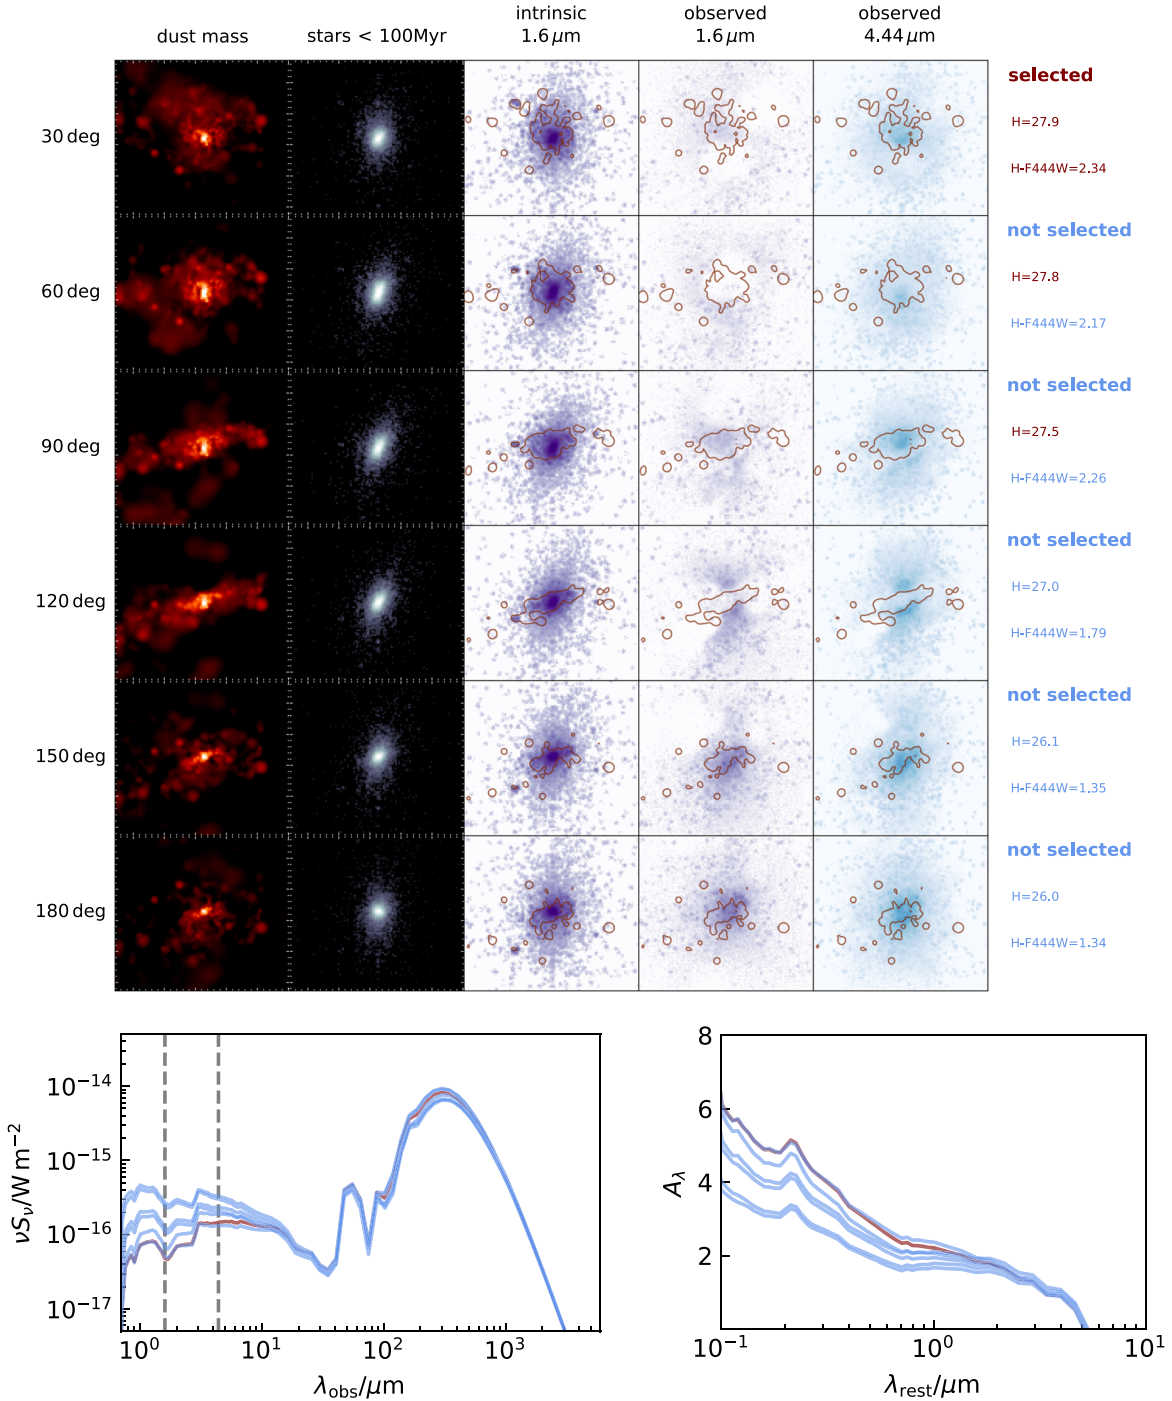 dust mass
stars < 100Myr
intrinsic
1.6 μm
observed
1.6 μm
observed
4.44 μm
30 deg
selected
H=27.9
H-F444W=2.34
60 deg
not selected
H=27.8
H-F444W=2.17
90 deg
not selected
H=27.5
H-F444W=2.26
120 deg
not selected
H=27.0
H-F444W=1.79
150 deg
not selected
H=26.1
H-F444W=1.35
180 deg
not selected
H=26.0
H-F444W=1.34
νSν/W m⁻²
10⁻¹⁴
10⁻¹⁵
10⁻¹⁶
10⁻¹⁷
10⁰
10¹
10²
10³
λobs/μm
Aλ
8
6
4
2
10⁻¹
10⁰
10¹
λrest/μm